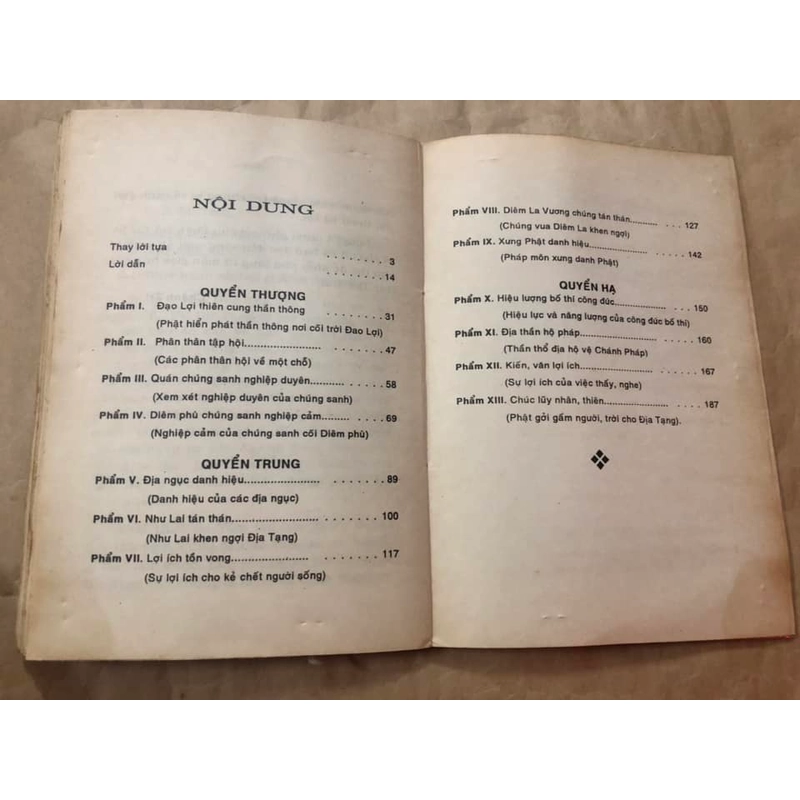 NỘI DUNG
Thay lời tựa . . . . . . . . 3
Lời dẫn . . . . . . . . 14
QUYỂN THƯỢNG
Phẩm I. Đạo Lợi thiên cung thần thông . . . . . . . . 31
(Phật hiển phát thần thông nơi cõi trời Đao Lợi)
Phẩm II. Phân thân tập hội........ . . . . . . . . 47
(Các phân thân hội về một chỗ)
Phẩm III. Quán chúng sanh nghiệp duyên........ . . . . . . . 58
(Xem xét nghiệp duyên của chúng sanh)
Phẩm IV. Diêm phù chúng sanh nghiệp cảm........ . . . . . . . 69
(Nghiệp cảm của chúng sanh cõi Diêm phù)
QUYỂN TRUNG
Phẩm V. Địa ngục danh hiệu........ . . . . . . . 89
(Danh hiệu của các địa ngục)
Phẩm VI. Như Lai tán thán........ . . . . . . . . 100
(Như Lai khen ngợi Địa Tạng)
Phẩm VII. Lợi ích tồn vong........ . . . . . . . 117
(Sự lợi ích cho kẻ chết người sống)
Phẩm VIII. Diêm La Vương chúng tán thán........ . . . . 127
(Chúng vua Diêm La khen ngợi)
Phẩm IX. Xưng Phật danh hiệu........ . . . . 142
(Pháp môn xưng danh Phật)
QUYỂN HẠ
Phẩm X. Hiệu lượng bố thí công đức........ . . . . . 150
(Hiệu lực và năng lượng của công đức bố thí)
Phẩm XI. Địa thần hộ pháp........ . . . . . 160
(Thần thổ địa hộ vệ Chánh Pháp)
Phẩm XII. Kiến, văn lợi ích........ . . . . . 167
(Sự lợi ích của việc thấy, nghe)
Phẩm XIII. Chúc lũy nhân, thiên........ . . . . . 187
(Phật gởi gấm người, trời cho Địa Tạng).